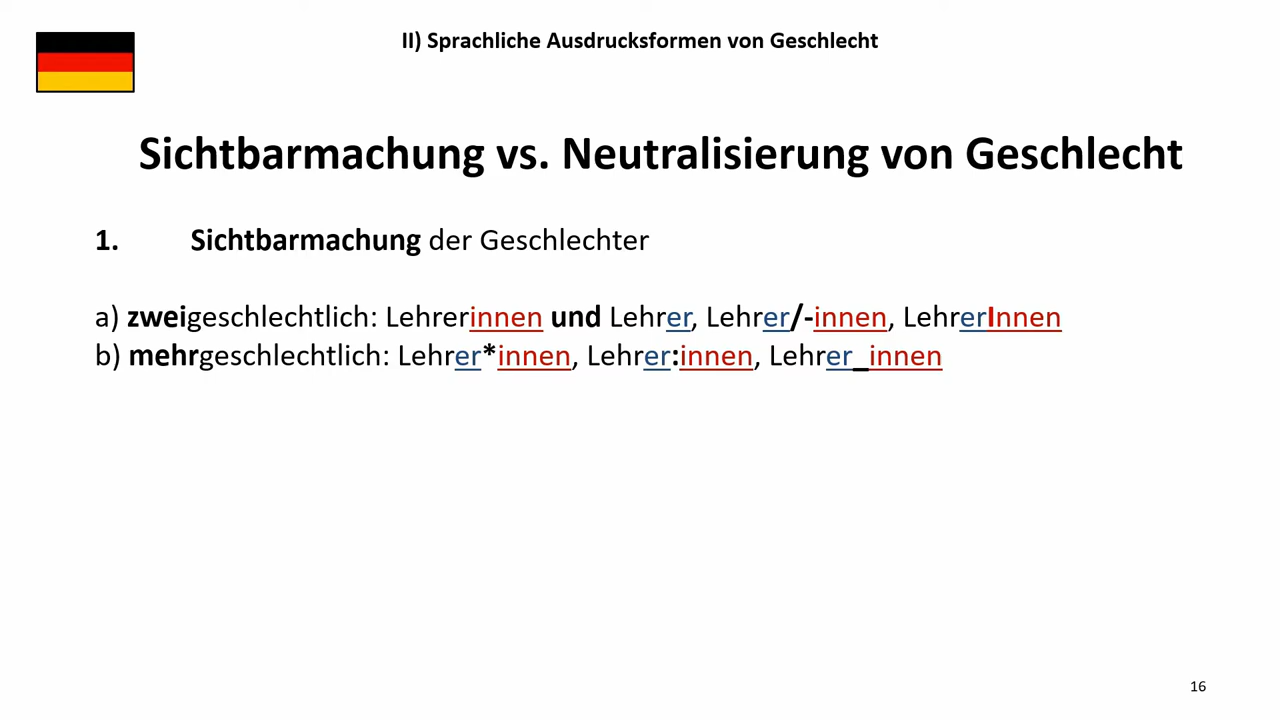 II) Sprachliche Ausdrucksformen von Geschlecht
Sichtbarmachung vs. Neutralisierung von Geschlecht
1. Sichtbarmachung der Geschlechter
a) zweigeschlechtlich: Lehrerinnen und Lehrer, Lehrer/-innen, LehrerInnen
b) mehrgeschlechtlich: Lehrer*innen, Lehrer:innen, Lehrer_innen
16